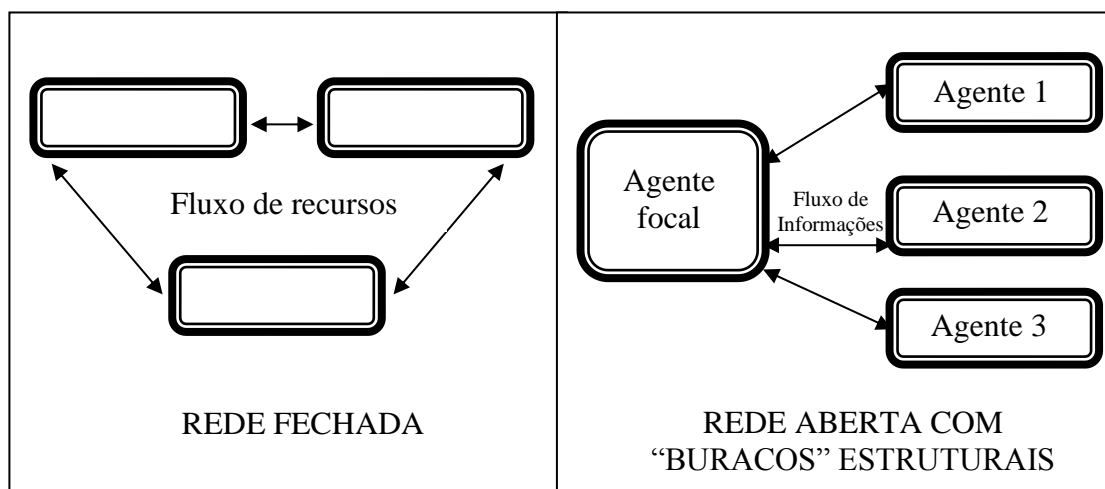 Fluxo de recursos
REDE FECHADA
Agente
focal
Fluxo de
Informações
Agente 1
Agente 2
Agente 3
REDE ABERTA COM
“BURACOS” ESTRUTURAIS